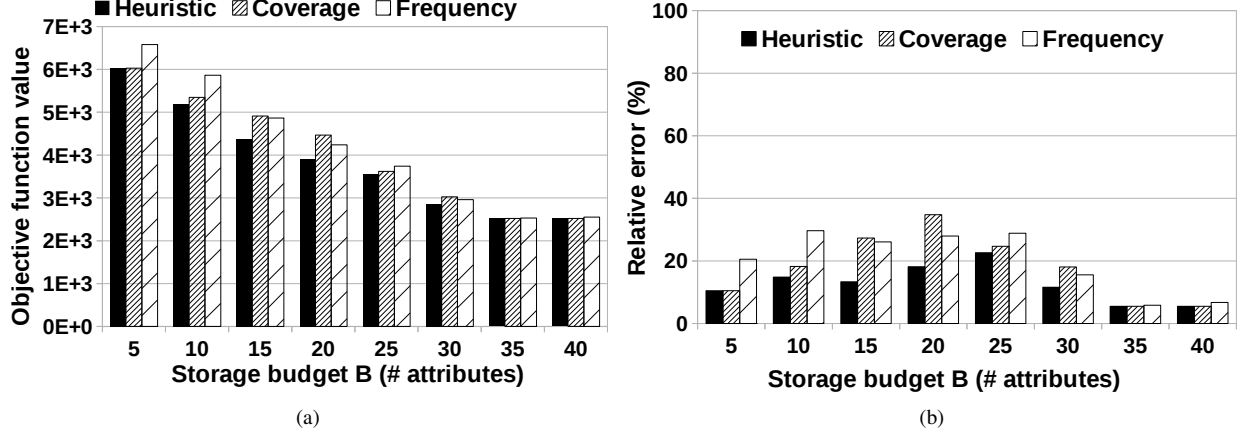 Heuristic Coverage Frequency
7E+3
6E+3
5E+3
4E+3
3E+3
2E+3
1E+3
0E+0
Objective function value
5 10 15 20 25 30 35 40
Storage budget B (# attributes)
(a)
Heuristic Coverage Frequency
100
80
60
40
20
0
Relative error (%)
5 10 15 20 25 30 35 40
Storage budget B (# attributes)
(b)